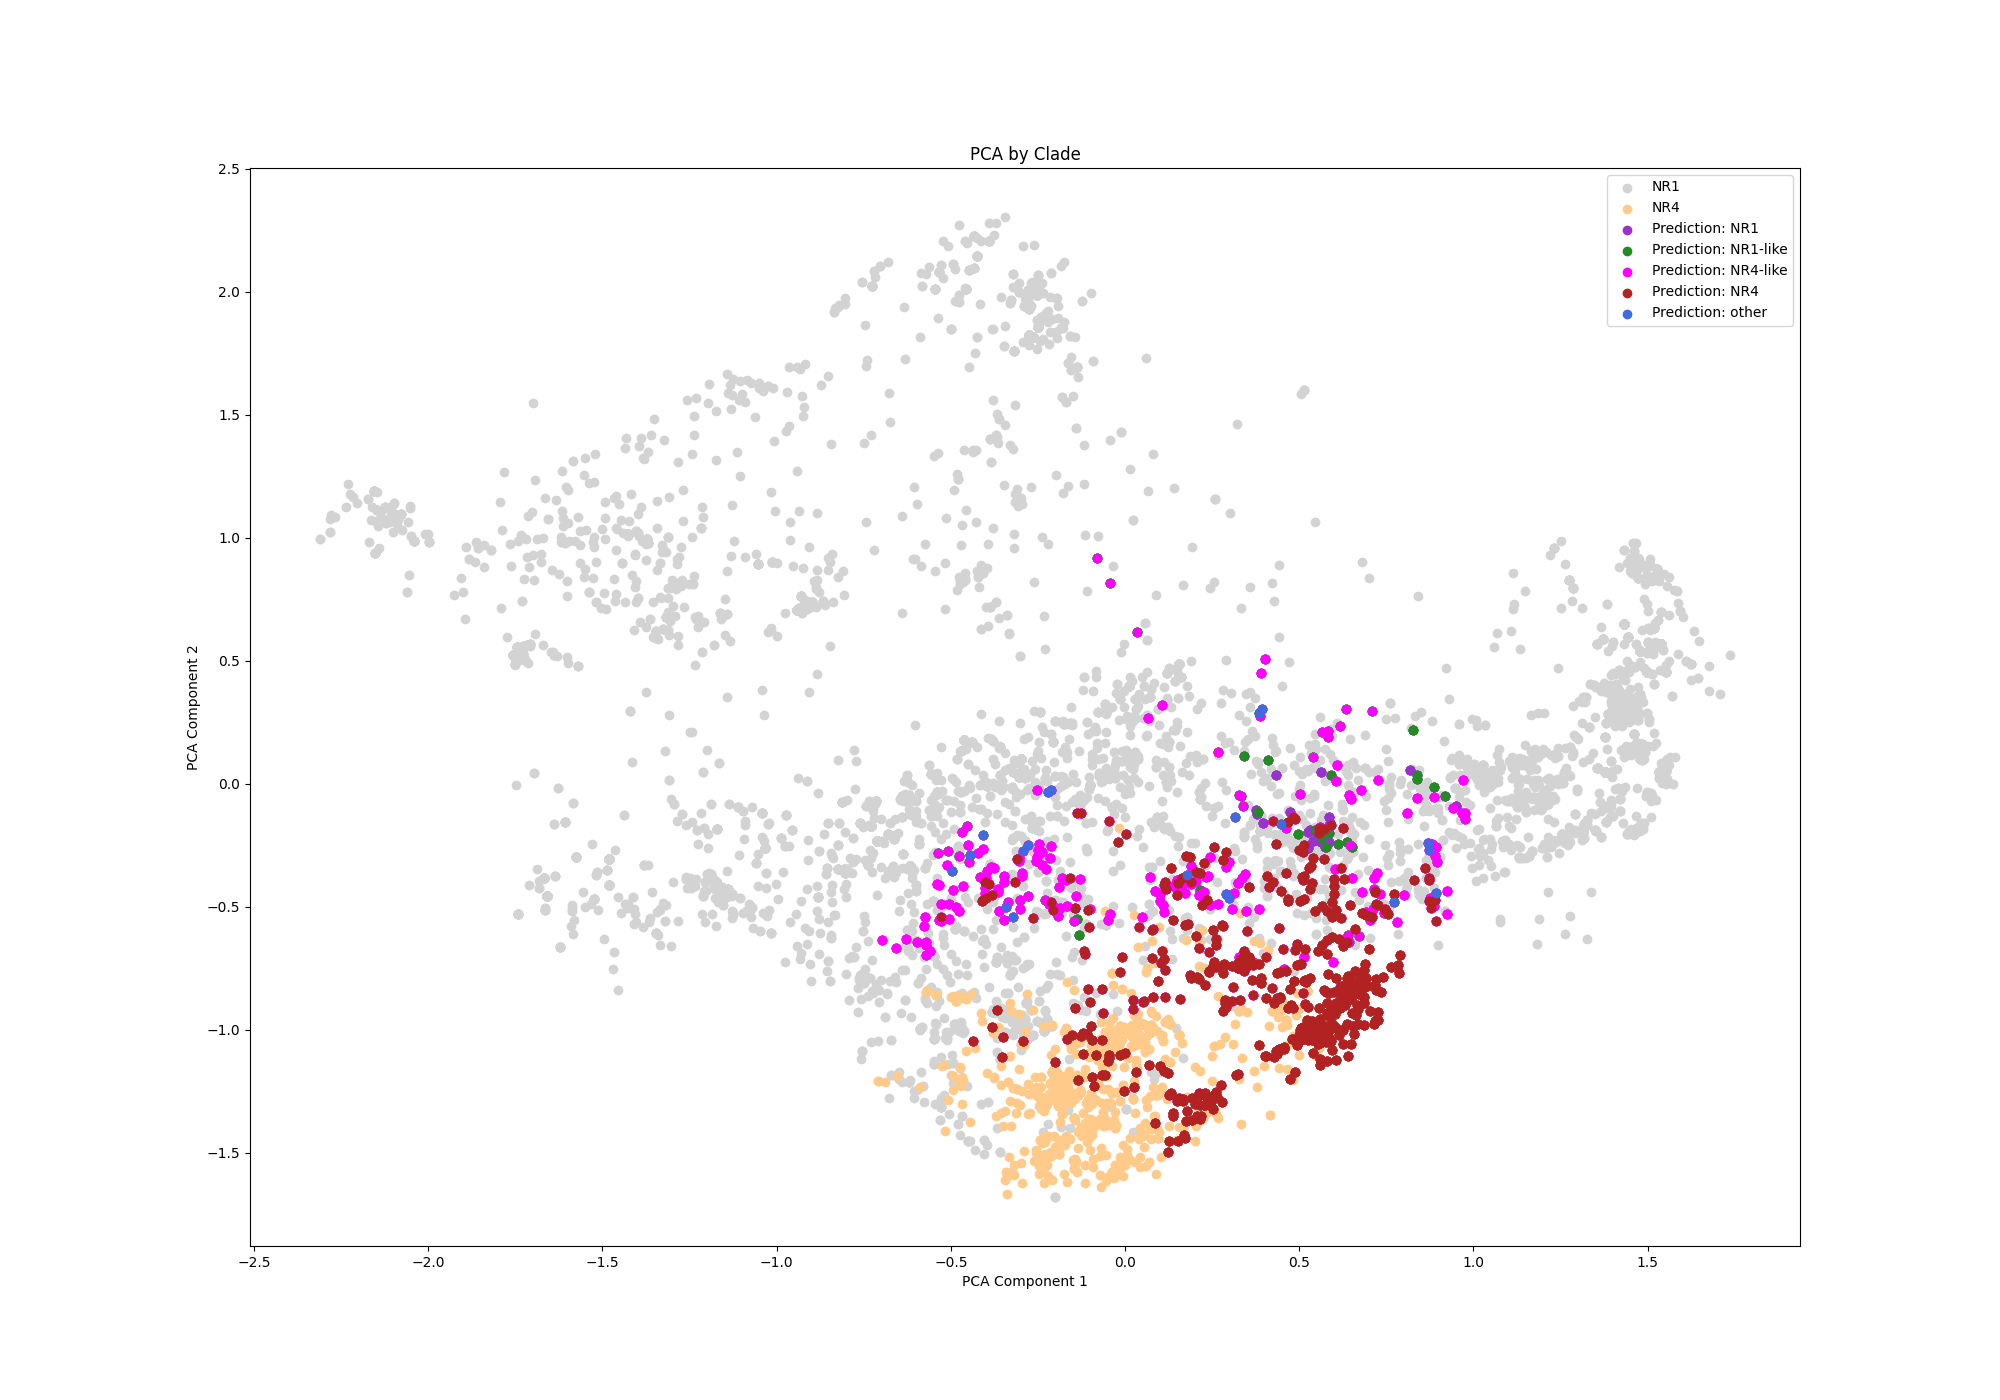 PCA by Clade
2.5
2.0
1.5
1.0
0.5
0.0
−0.5
−1.0
−1.5
PCA Component 2
NR1
NR4
Prediction: NR1
Prediction: NR1-like
Prediction: NR4-like
Prediction: NR4
Prediction: other
−2.5 −2.0 −1.5 −1.0 −0.5 0.0 0.5 1.0 1.5
PCA Component 1